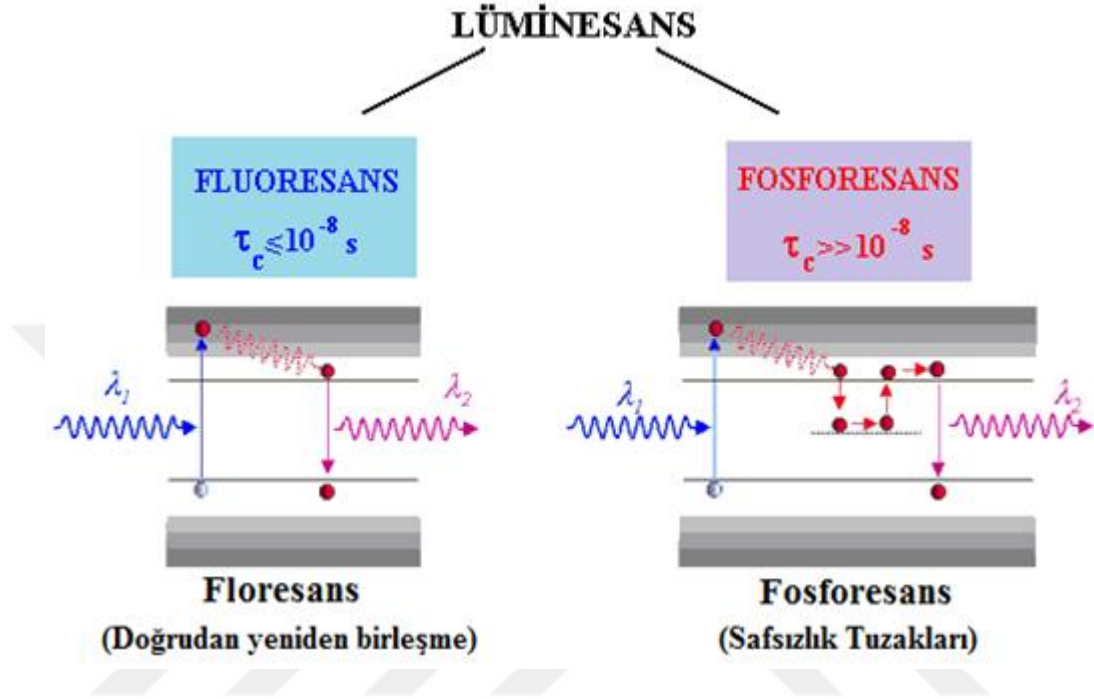 LÜMİNESANS
FLUORESANS
τc≤10⁻⁸ s
FOSFORESANS
τc>>10⁻⁸ s
λ1
λ2
λ1
λ2
Floresans
(Doğrudan yeniden birleşme)
Fosforesans
(Safsızlık Tuzakları)